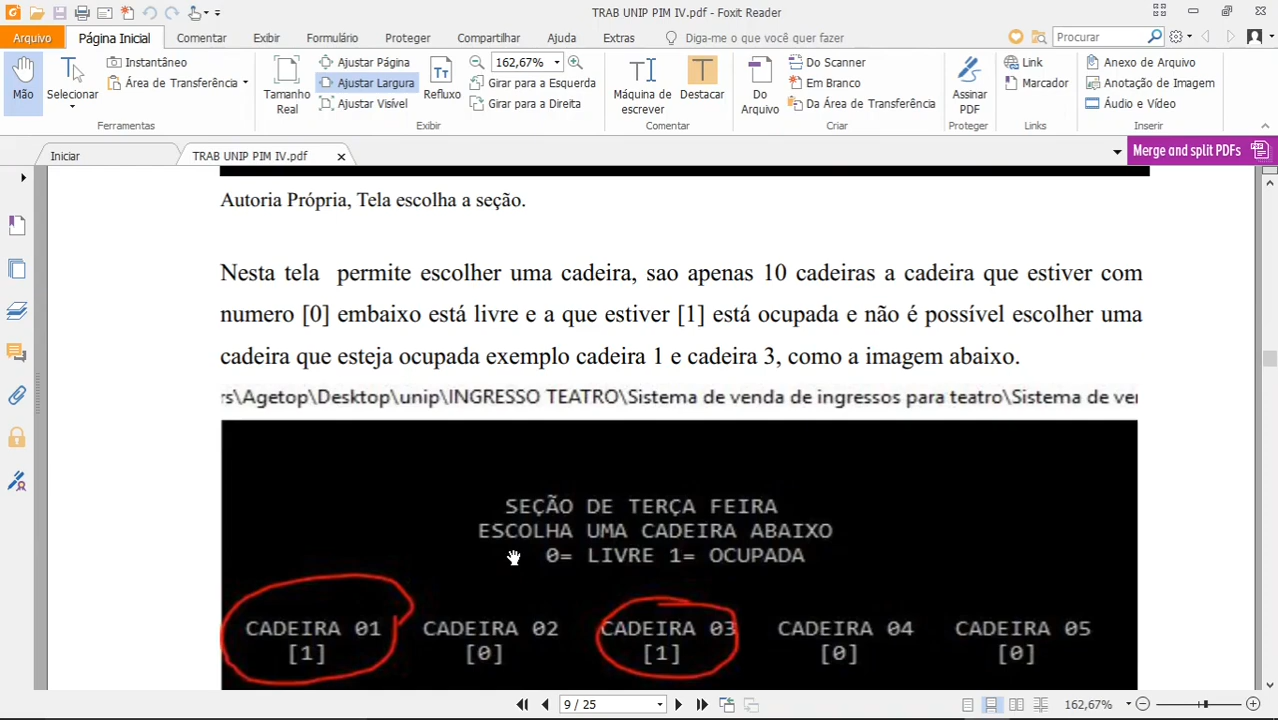 TRAB UNIP PIM IV.pdf - Foxit Reader
Arquivo
Página Inicial
Comentar
Exibir
Formulário
Proteger
Compartilhar
Ajuda
Extras
Diga-me o que você quer fazer
Procurar
Mão
Selecionar
Instantâneo
Área de Transferência
Ferramentas
Tamanho Real
Ajustar Página
Ajustar Largura
Ajustar Visível
Refluxo
162,67%
Girar para a Esquerda
Girar para a Direita
Exibir
Máquina de escrever
Destacar
Comentar
Do Arquivo
Do Scanner
Em Branco
Da Área de Transferência
Criar
Assinar PDF
Proteger
Link
Marcador
Links
Anexo de Arquivo
Anotação de Imagem
Áudio e Vídeo
Inserir
Iniciar
TRAB UNIP PIM IV.pdf
Merge and split PDFs
Autoria Própria, Tela escolha a seção.
Nesta tela permite escolher uma cadeira, sao apenas 10 cadeiras a cadeira que estiver com
numero [0] embaixo está livre e a que estiver [1] está ocupada e não é possível escolher uma
cadeira que esteja ocupada exemplo cadeira 1 e cadeira 3, como a imagem abaixo.
rs\Agetop\Desktop\unip\INGRESSO TEATRO\Sistema de venda de ingressos para teatro\Sistema de ver
SEÇÃO DE TERÇA FEIRA
ESCOLHA UMA CADEIRA ABAIXO
0= LIVRE 1= OCUPADA
CADEIRA 01 CADEIRA 02 CADEIRA 03 CADEIRA 04 CADEIRA 05
[1] [0] [1] [0] [0]
9 / 25
162,67%